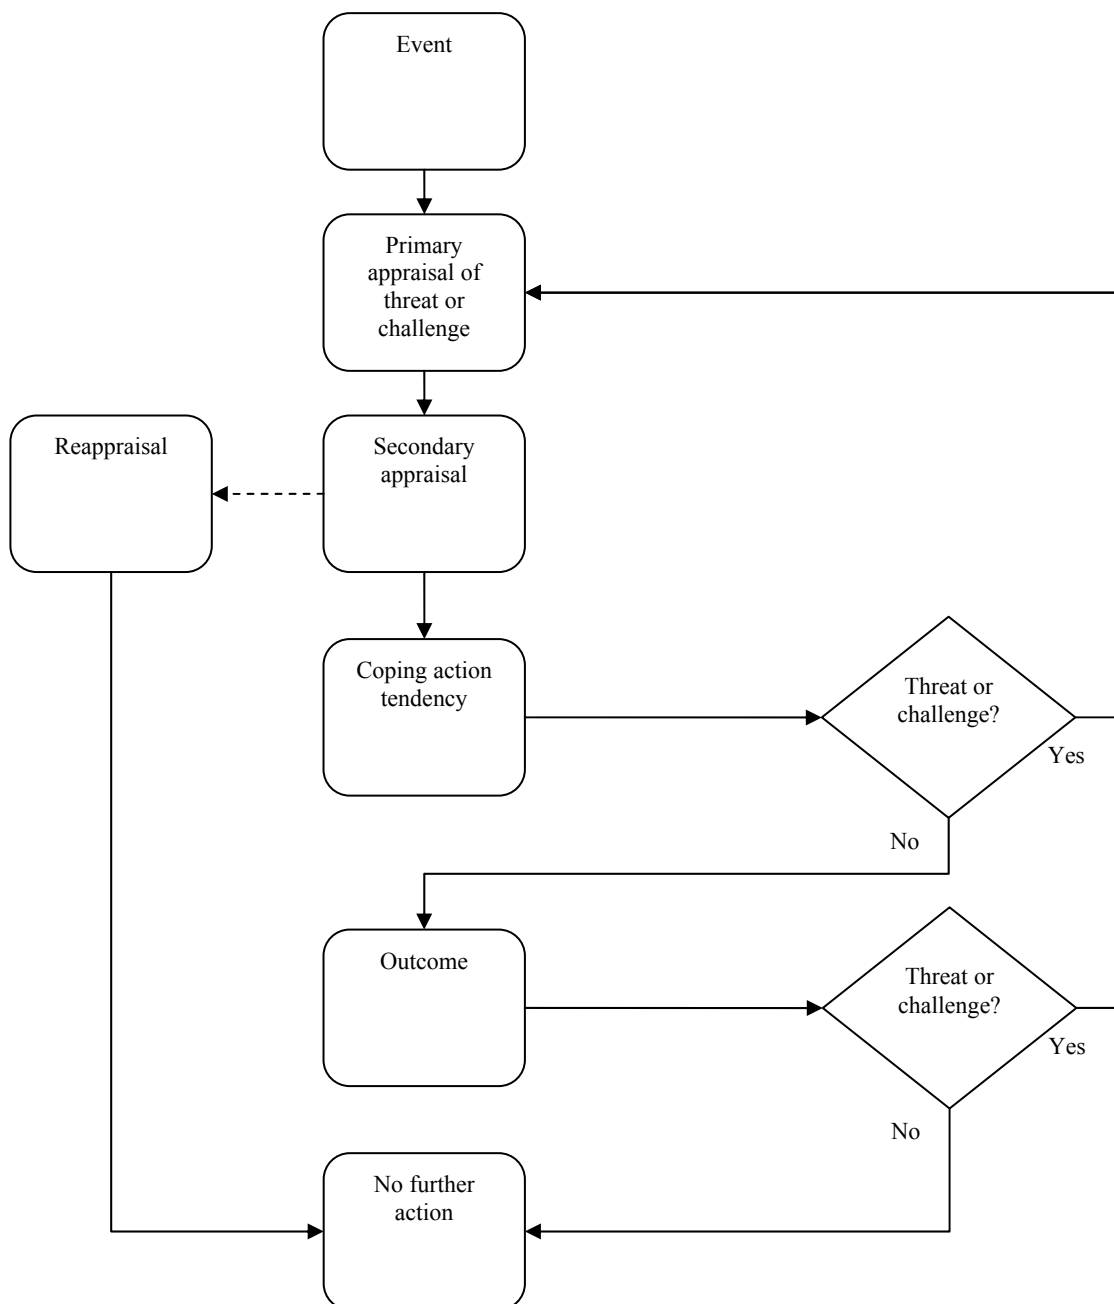 Event
Primary
appraisal of
threat or
challenge
Reappraisal
Secondary
appraisal
Coping action
tendency
Threat or
challenge?
Yes
No
Outcome
Threat or
challenge?
Yes
No
No further
action